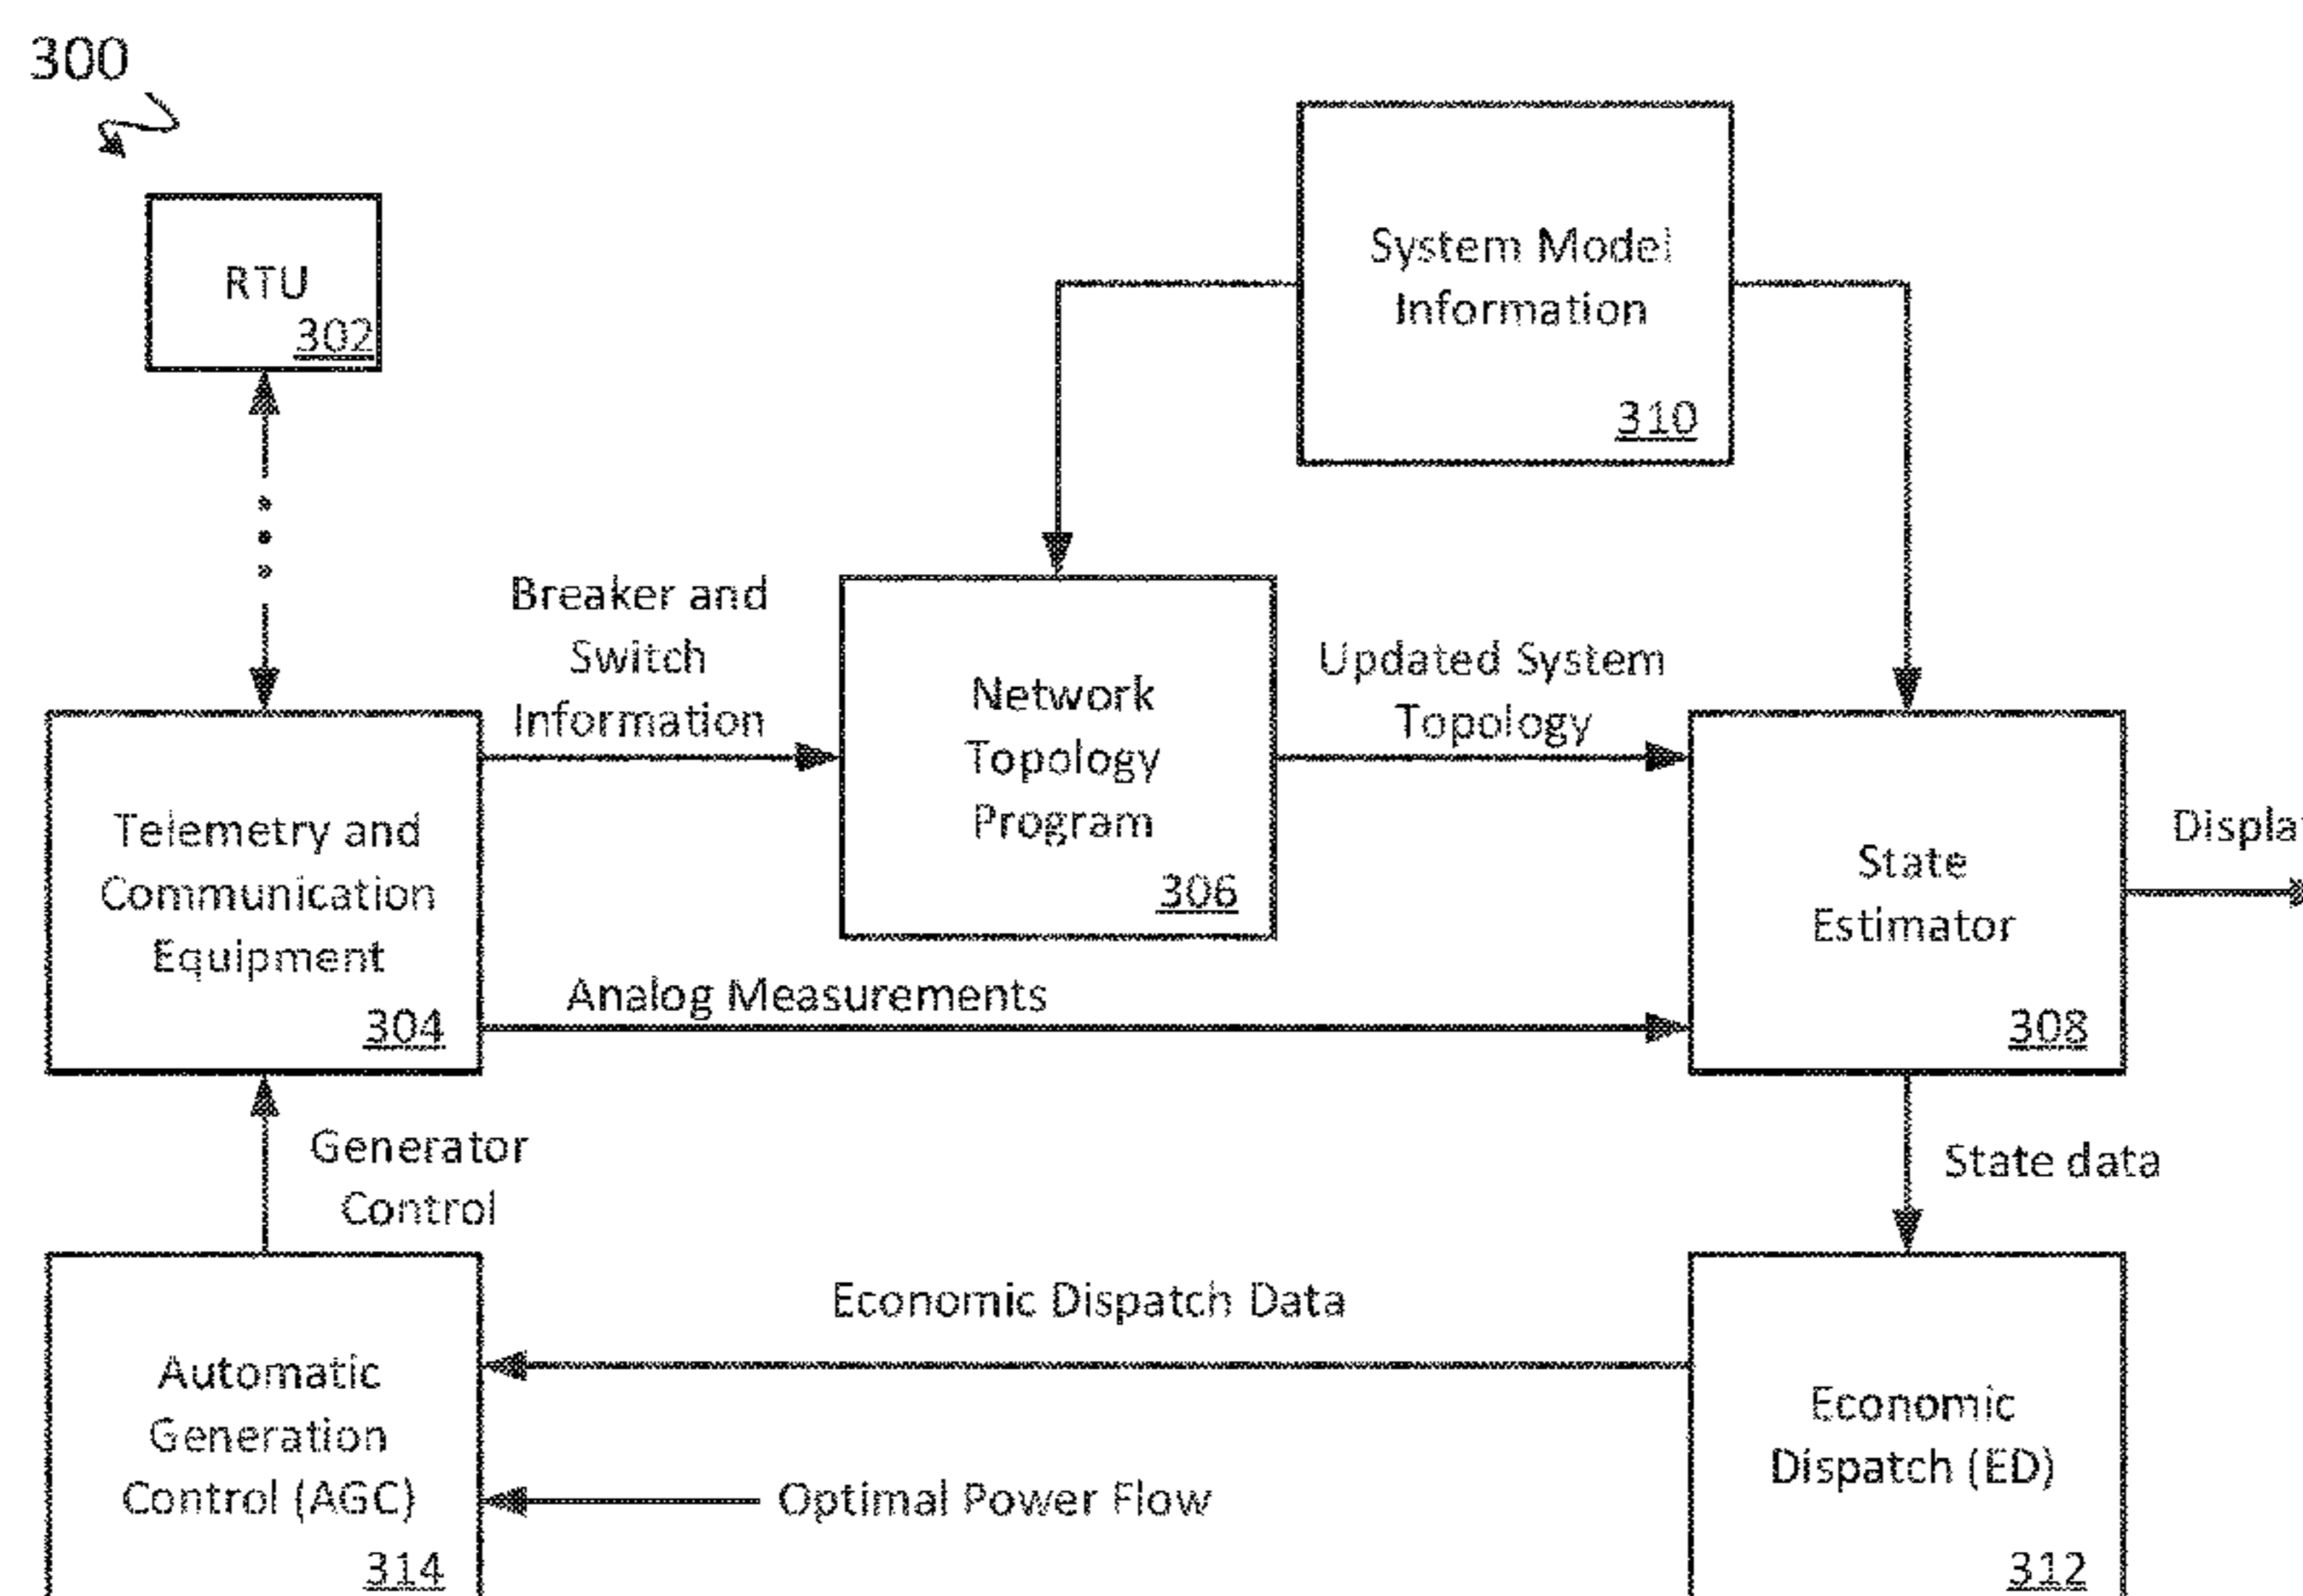 300
RTU
302
System Model
Information
310
Breaker and
Switch
Information
Network
Topology
Program
306
Updated System
Topology
Telemetry and
Communication
Equipment
304
State
Estimator
308
Analog Measurements
Generator
Control
State data
Economic Dispatch Data
Automatic
Generation
Control (AGC)
314
Optimal Power Flow
Economic
Dispatch (ED)
312